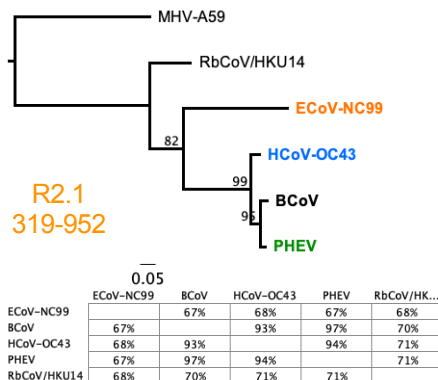 MHV-A59
RbCoV/HKU14
ECoV-NC99
82
HCoV-OC43
99
BCoV
95
PHEV
R2.1
319-952
0.05
ECoV-NC99 BCoV HCoV-OC43 PHEV RbCoV/HK...
ECoV-NC99 67% 68% 67% 68%
BCoV 67% 93% 97% 70%
HCoV-OC43 68% 93% 94% 71%
PHEV 67% 97% 94% 71%
RbCoV/HKU14 68% 70% 71% 71%